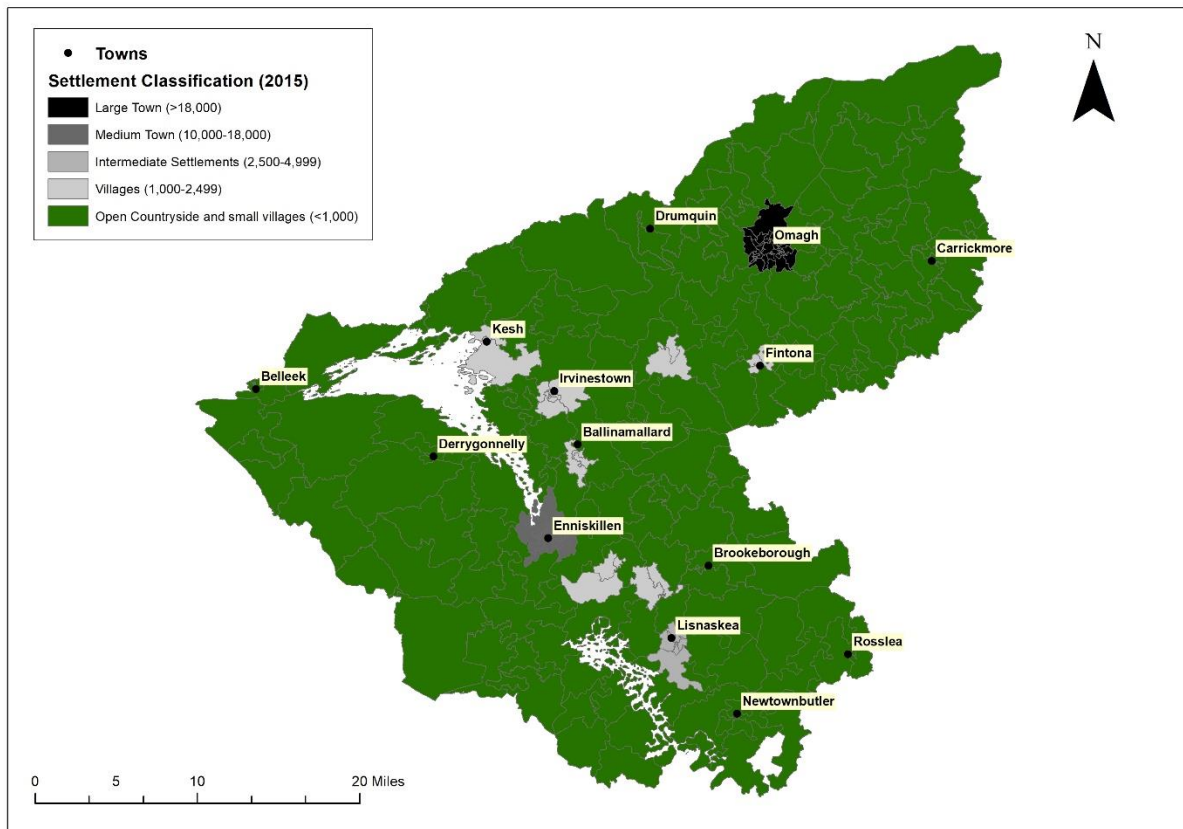 Towns
Settlement Classification (2015)
Large Town (>18,000)
Medium Town (10,000-18,000)
Intermediate Settlements (2,500-4,999)
Villages (1,000-2,499)
Open Countryside and small villages (<1,000)
N
Drumquin
Omagh
Carrickmore
Kesh
Fintona
Belleek
Irvinestown
Ballinamallard
Derrygonnelly
Enniskillen
Brookeborough
Lisnaskea
Rosslea
Newtownbutler
0 5 10 20 Miles